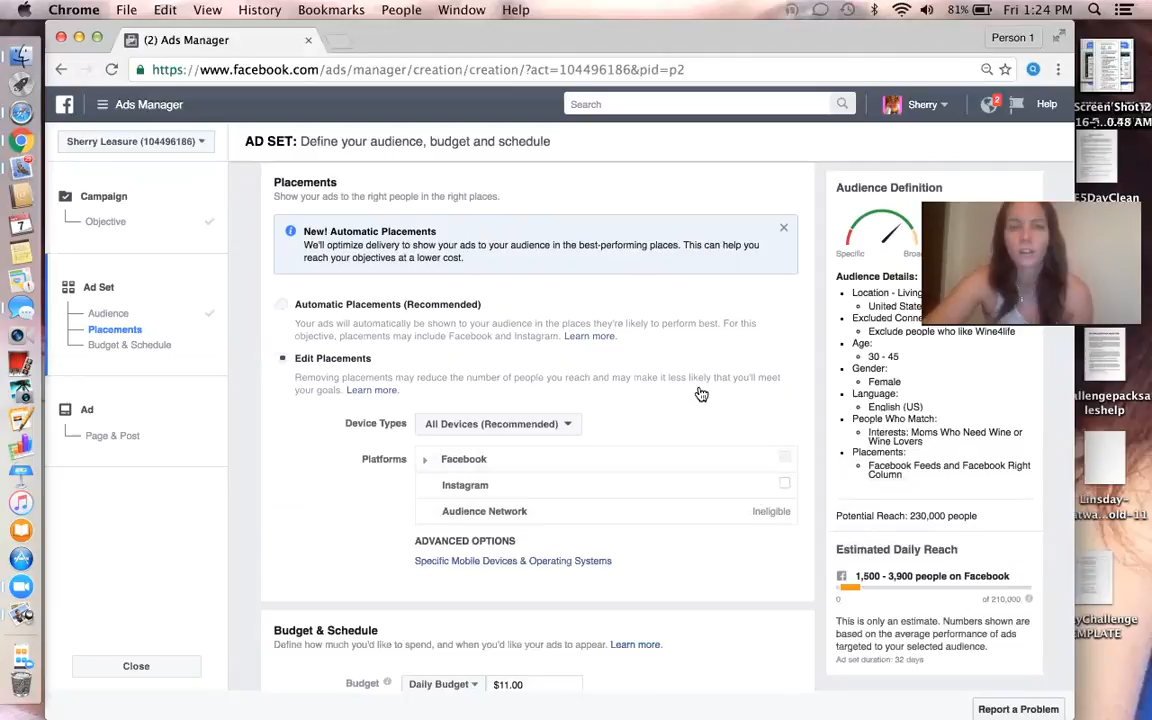 Chrome File Edit View History Bookmarks People Window Help 81% Fri 1:24 PM
(2) Ads Manager Person 1
https://www.facebook.com/ads/manager/creation/creation/?act=104496186&pid=p2
Ads Manager Search Sherry 2 Help
Sherry Leasure (104496186)
AD SET: Define your audience, budget and schedule
Campaign
Objective
Ad Set
Audience
Placements
Budget & Schedule
Ad
Page & Post
Close
Placements
Show your ads to the right people in the right places.
New! Automatic Placements
We'll optimize delivery to show your ads to your audience in the best-performing places. This can help you
reach your objectives at a lower cost.
Automatic Placements (Recommended)
Your ads will automatically be shown to your audience in the places they're likely to perform best. For this
objective, placements may include Facebook and Instagram. Learn more.
Edit Placements
Removing placements may reduce the number of people you reach and may make it less likely that you'll meet
your goals. Learn more.
Device Types All Devices (Recommended)
Platforms Facebook
Instagram
Audience Network Ineligible
ADVANCED OPTIONS
Specific Mobile Devices & Operating Systems
Budget & Schedule
Define how much you'd like to spend, and when you'd like your ads to appear. Learn more.
Budget Daily Budget $11.00
Audience Definition
Specific Broa
Audience Details:
Location - Living
United State
Excluded Conne
Exclude people who like Wine4life
Age:
30 - 45
Gender:
Female
Language:
English (US)
People Who Match:
Interests: Moms Who Need Wine or
Wine Lovers
Placements:
Facebook Feeds and Facebook Right
Column
Potential Reach: 230,000 people
Estimated Daily Reach
1,500 - 3,900 people on Facebook
0 of 210,000
This is only an estimate. Numbers shown are
based on the average performance of ads
targeted to your selected audience.
Ad set duration: 32 days
Report a Problem
7